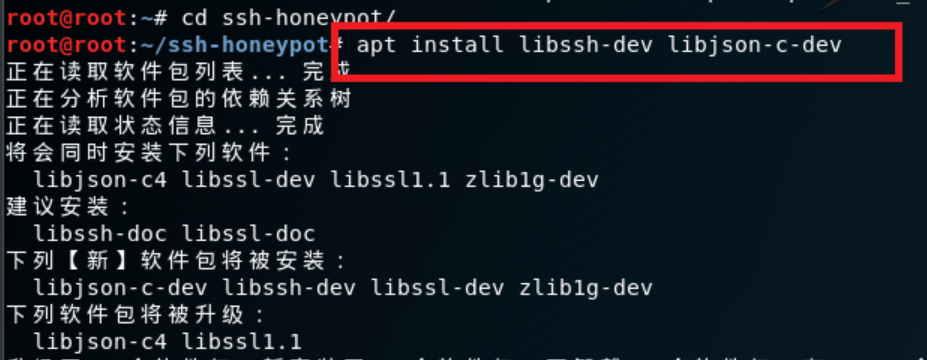 root@root:~# cd ssh-honeypot/
root@root:~/ssh-honeypot# apt install libssh-dev libjson-c-dev
正在读取软件包列表... 完成
正在分析软件包的依赖关系树
正在读取状态信息... 完成
将会同时安装下列软件：
libjson-c4 libssl-dev libssl1.1 zlib1g-dev
建议安装：
libssh-doc libssl-doc
下列【新】软件包将被安装：
libjson-c-dev libssh-dev libssl-dev zlib1g-dev
下列软件包将被升级：
libjson-c4 libssl1.1